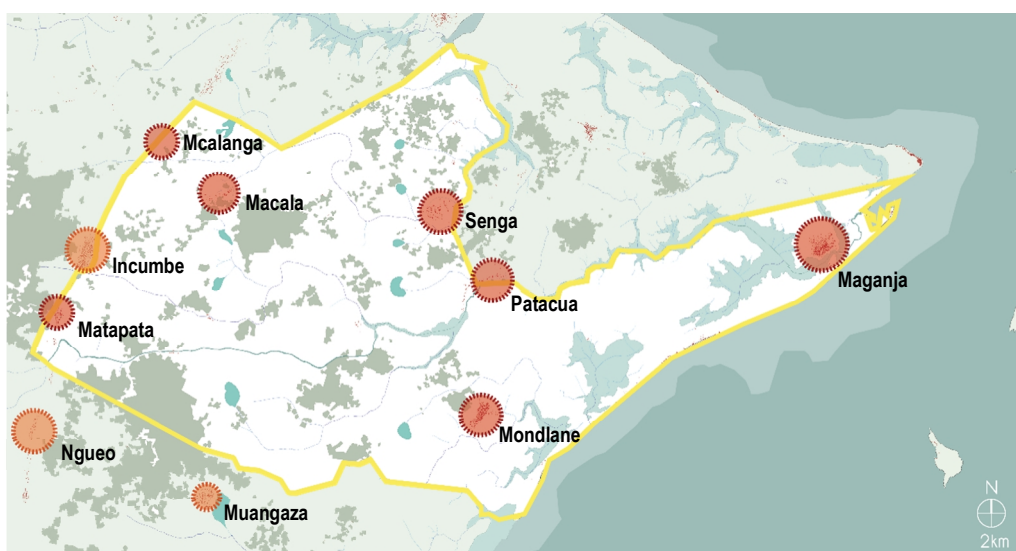 Mcalanga
Macala
Senga
Incumbe
Maganja
Patacua
Matapata
Mondlane
Ngueo
Muangaza
N
2km